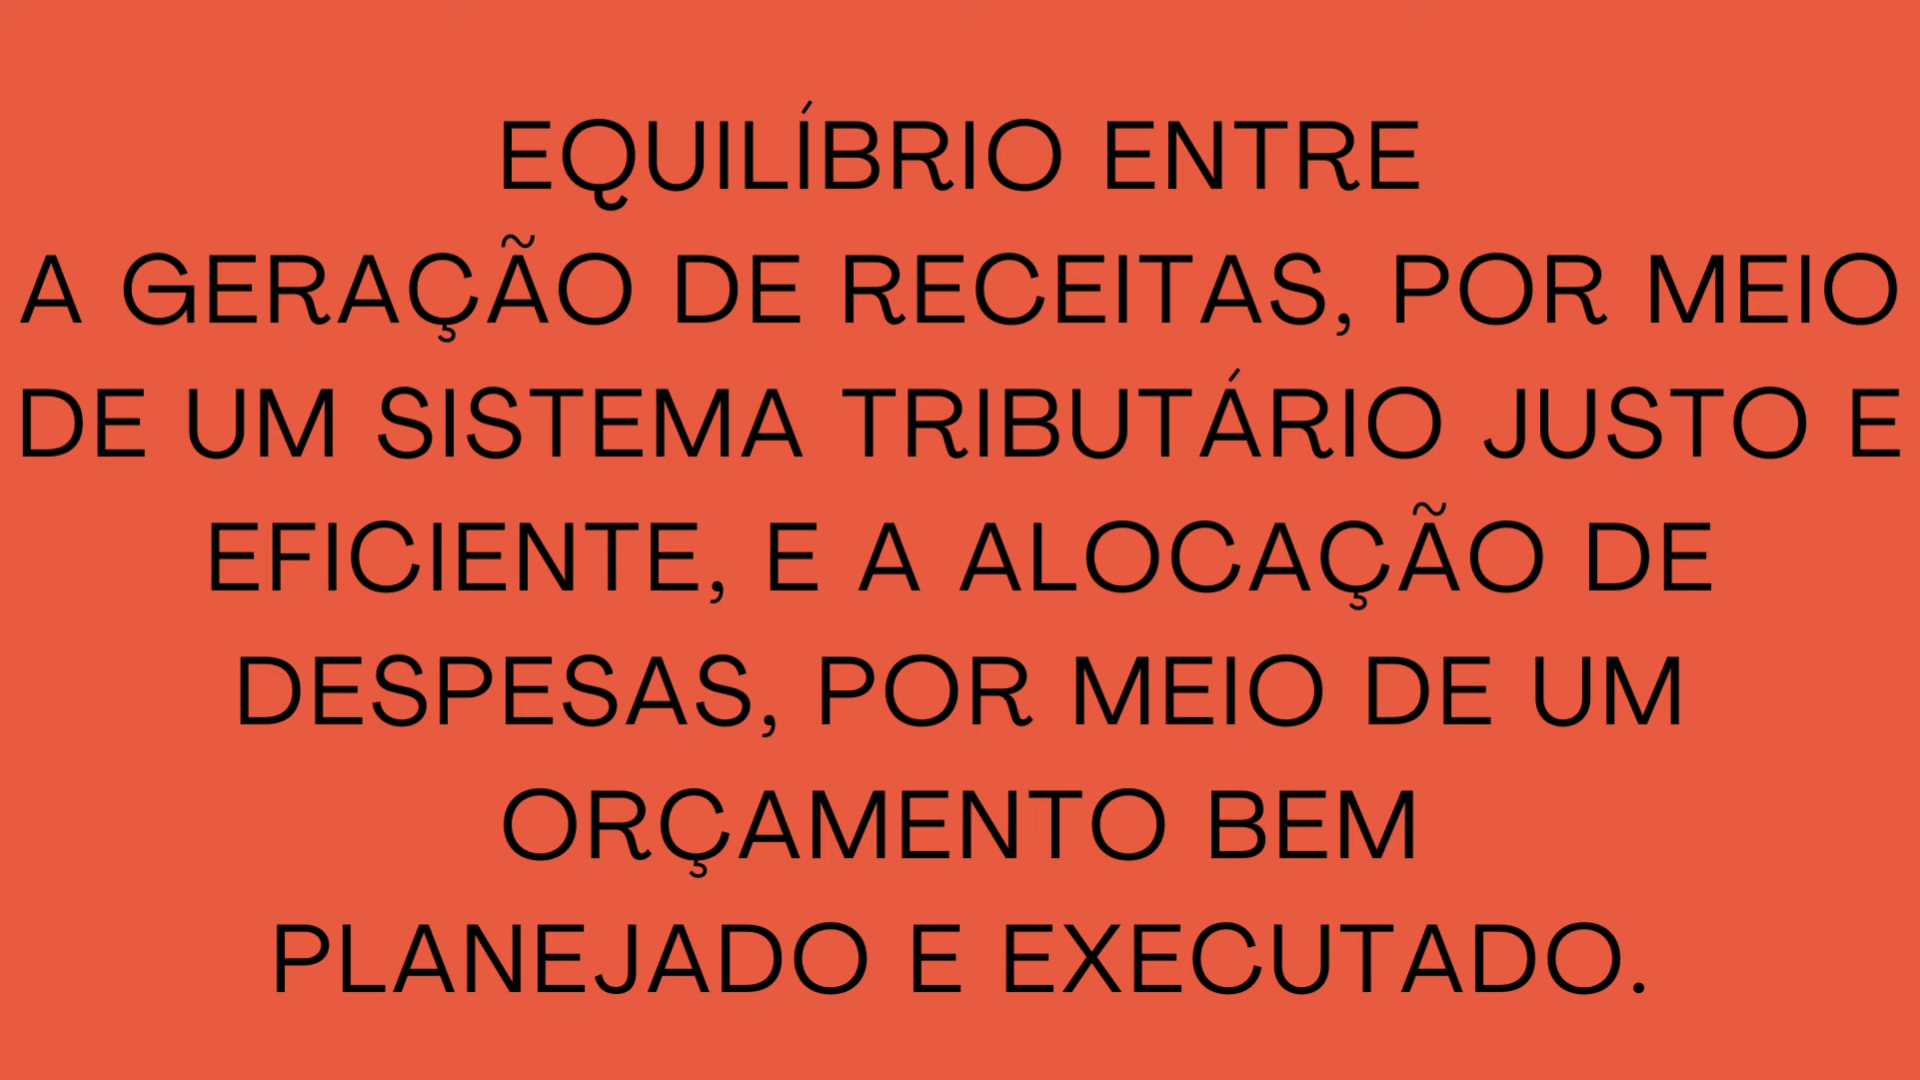 EQUILÍBRIO ENTRE
A GERAÇÃO DE RECEITAS, POR MEIO
DE UM SISTEMA TRIBUTÁRIO JUSTO E
EFICIENTE, E A ALOCAÇÃO DE
DESPESAS, POR MEIO DE UM
ORÇAMENTO BEM
PLANEJADO E EXECUTADO.